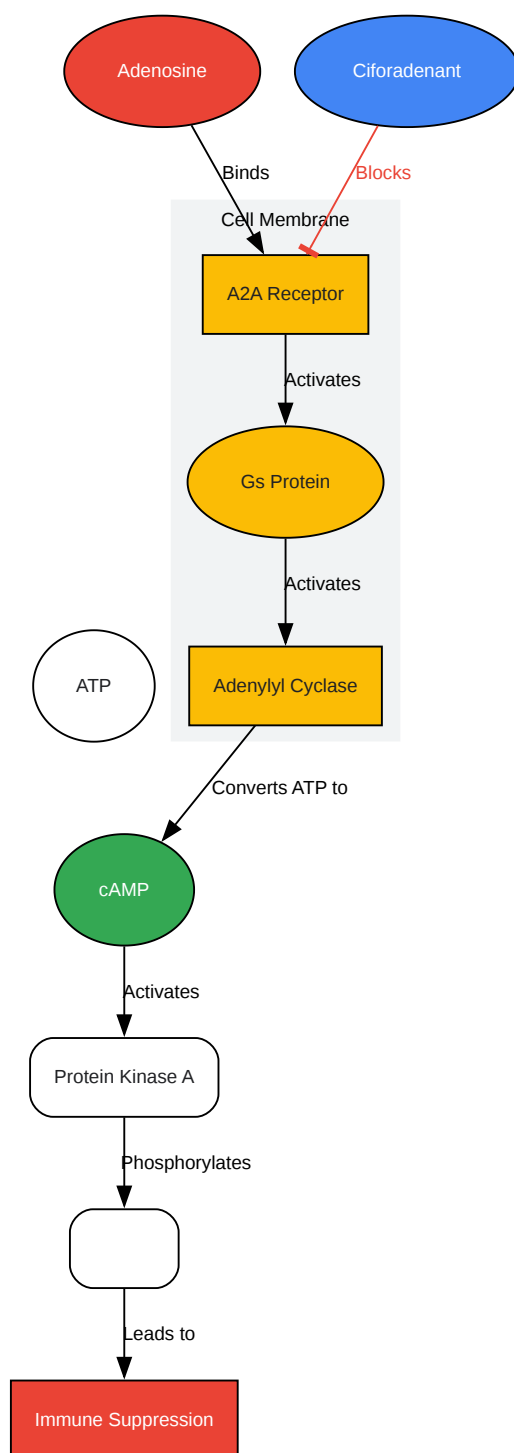 Adenosine
Ciforadenant
Binds
Blocks
Cell Membrane
A2A Receptor
Activates
Gs Protein
Activates
ATP
Adenylyl Cyclase
Converts ATP to
cAMP
Activates
Protein Kinase A
Phosphorylates
Leads to
Immune Suppression